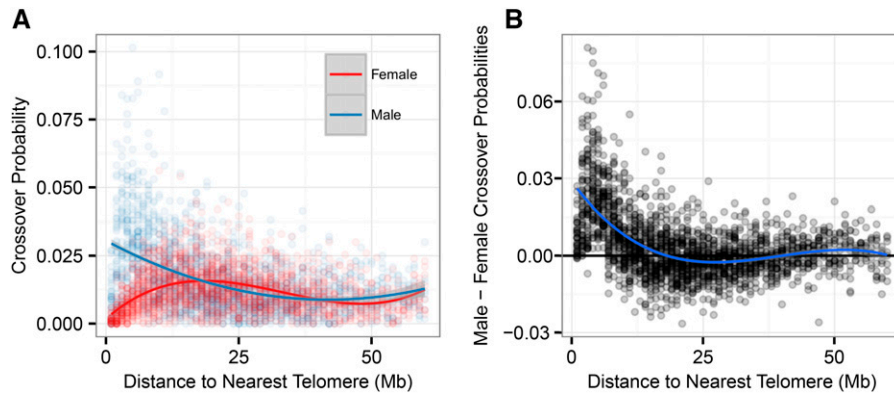 A
Crossover Probability
0.100
0.075
0.050
0.025
0.000
Female
Male
0
25
50
Distance to Nearest Telomere (Mb)
B
Male − Female Crossover Probabilities
0.06
0.03
0.00
−0.03
0
25
50
Distance to Nearest Telomere (Mb)